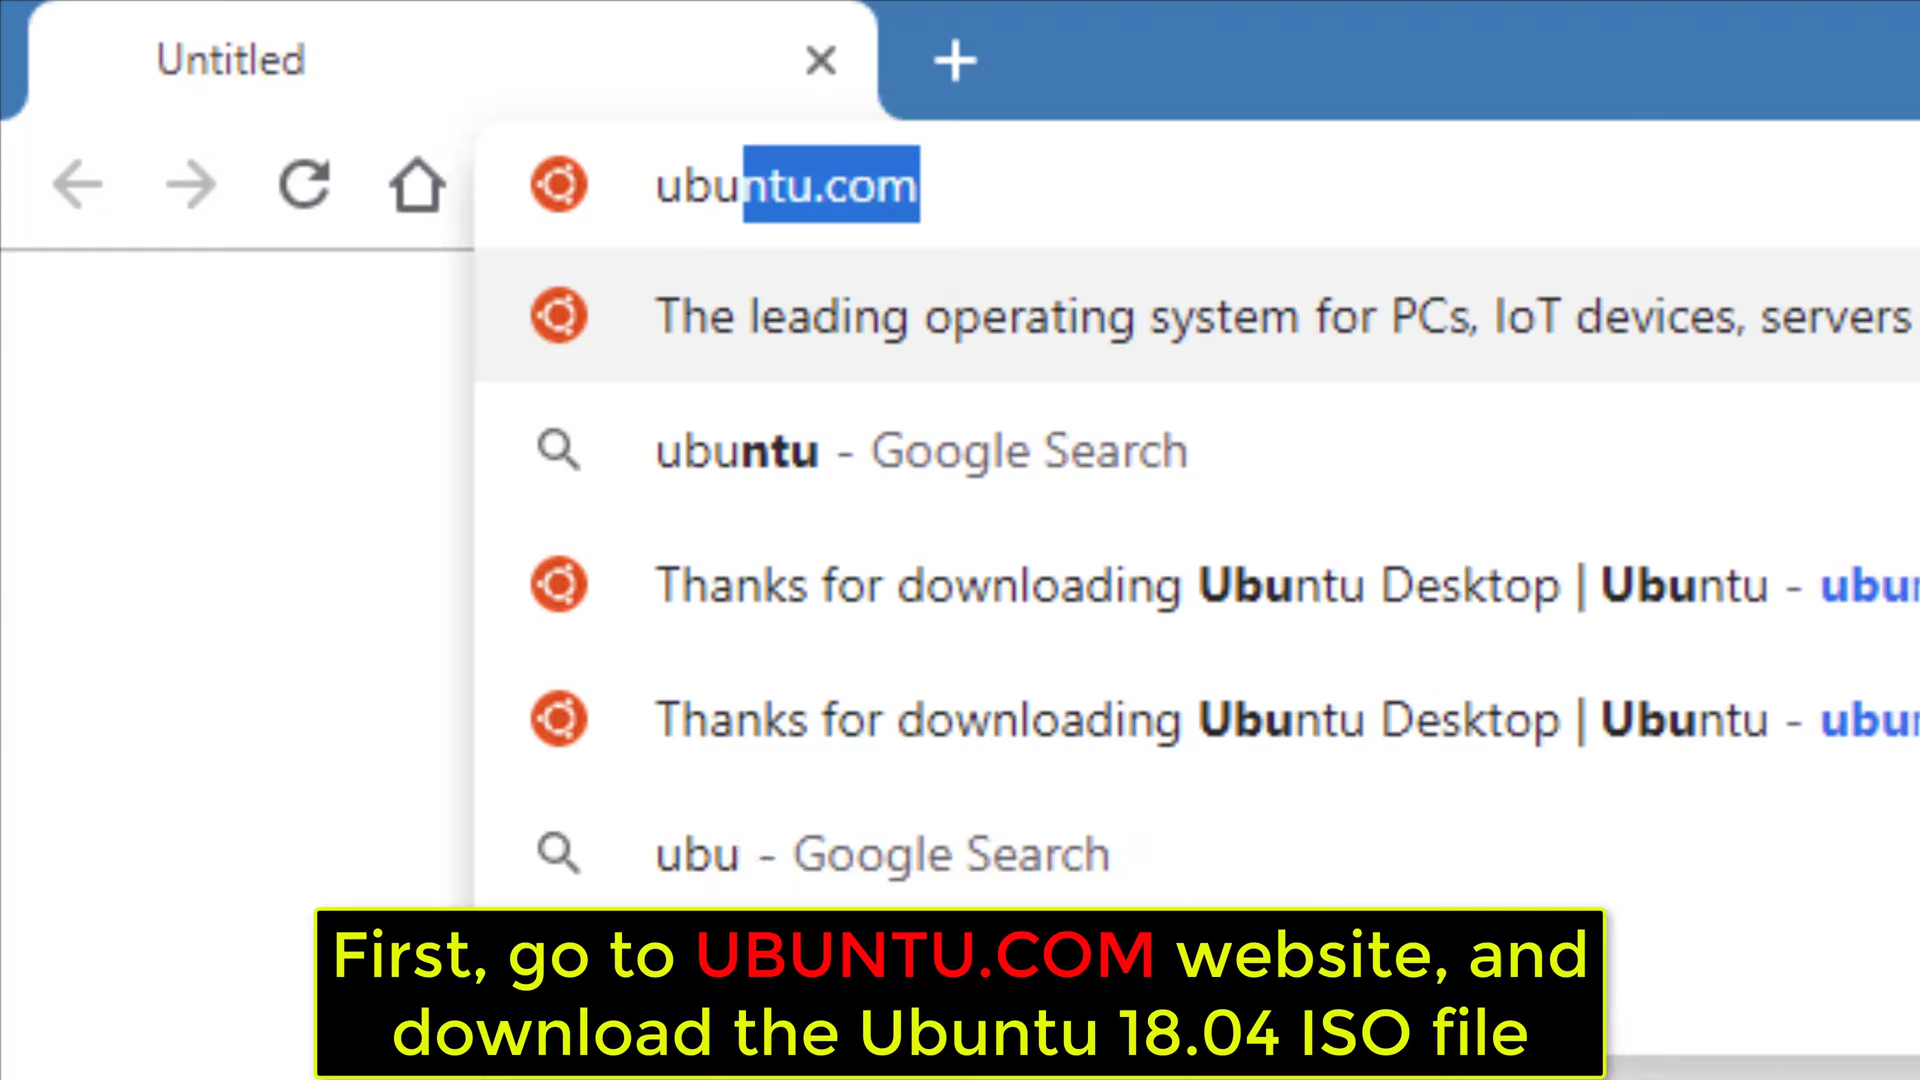 Untitled
ubuntu.com
The leading operating system for PCs, IoT devices, servers
ubuntu - Google Search
Thanks for downloading Ubuntu Desktop | Ubuntu - ubun
Thanks for downloading Ubuntu Desktop | Ubuntu - ubun
ubu - Google Search
First, go to UBUNTU.COM website, and
download the Ubuntu 18.04 ISO file